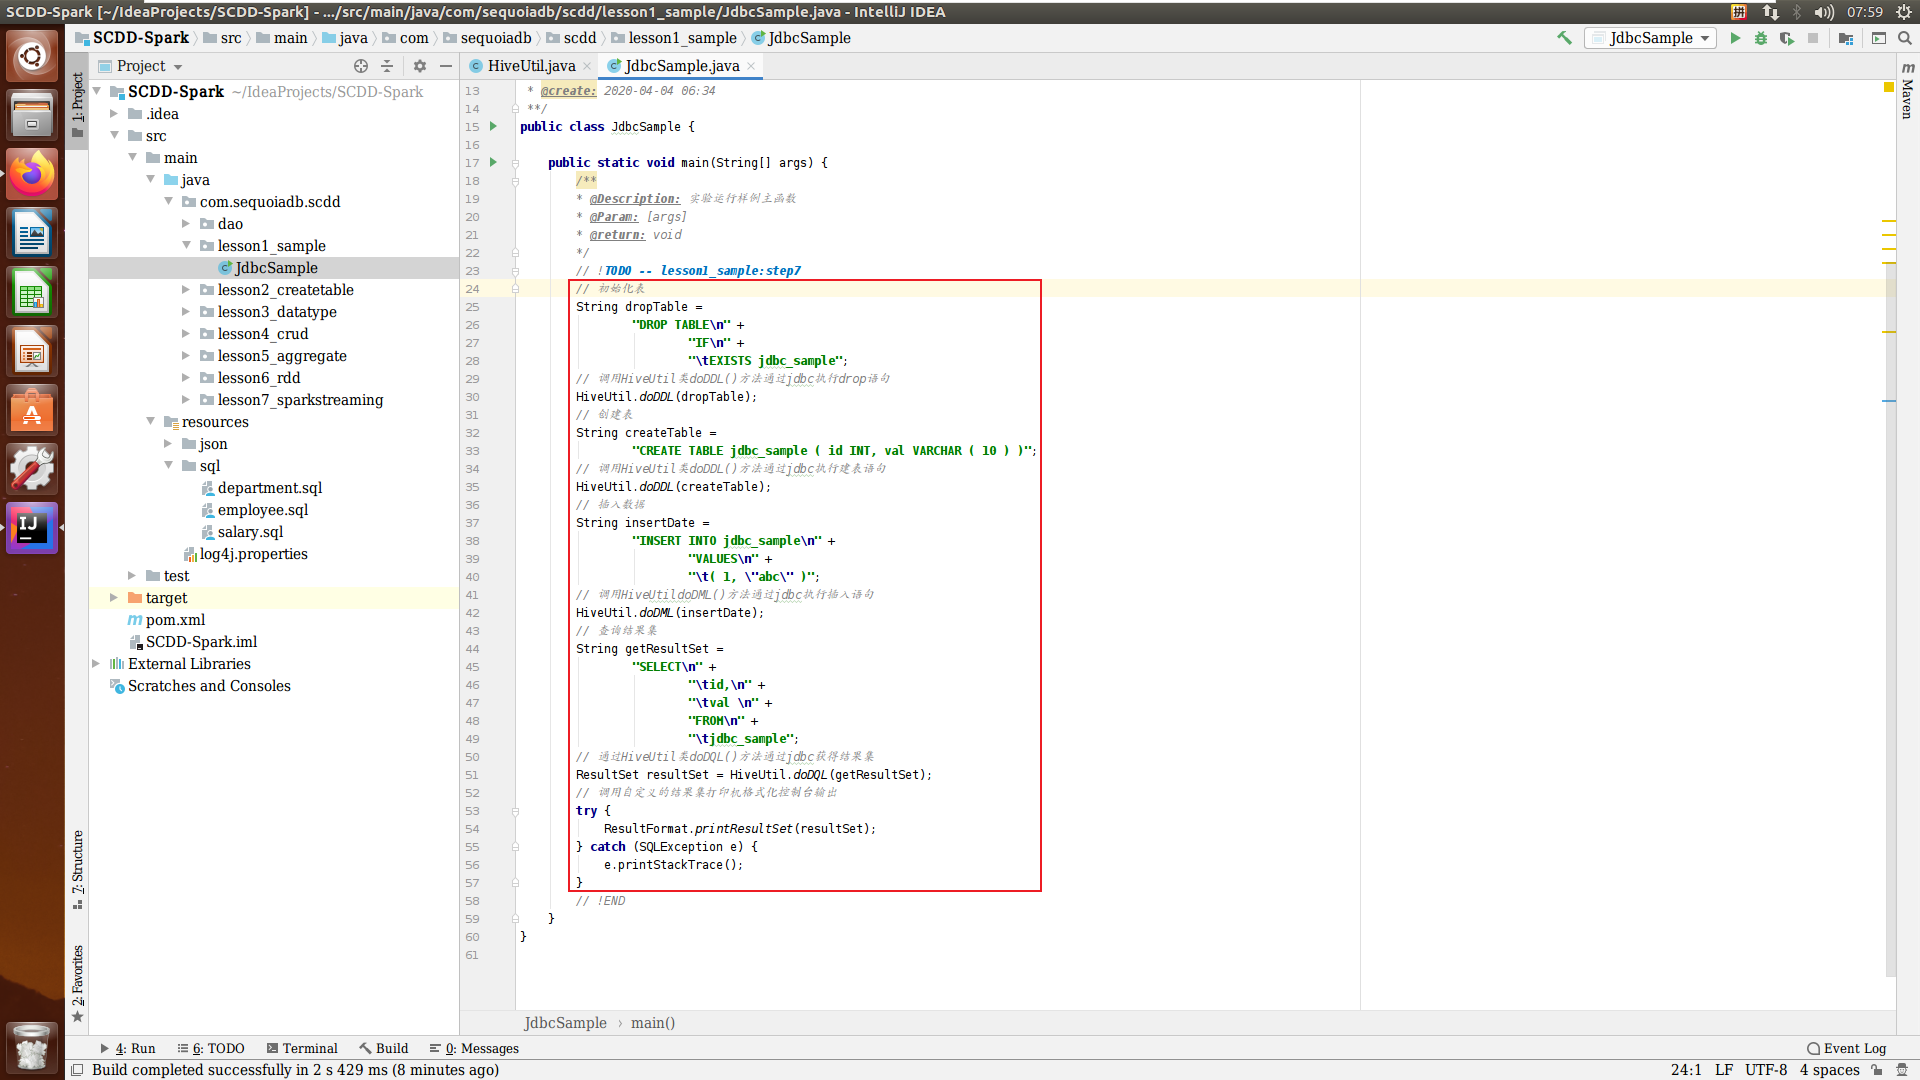 SCDD-Spark [~/IdeaProjects/SCDD-Spark] - .../src/main/java/com/sequoiadb/scdd/lesson1_sample/JdbcSample.java - IntelliJ IDEA
拼 07:59
SCDD-Spark src main java com sequoiadb scdd lesson1_sample JdbcSample
JdbcSample
Project
HiveUtil.java JdbcSample.java
1: Project
7: Structure
2: Favorites
Maven
SCDD-Spark ~/IdeaProjects/SCDD-Spark
.idea
src
main
java
com.sequoiadb.scdd
dao
lesson1_sample
JdbcSample
lesson2_createtable
lesson3_datatype
lesson4_crud
lesson5_aggregate
lesson6_rdd
lesson7_sparkstreaming
resources
json
sql
department.sql
employee.sql
salary.sql
log4j.properties
test
target
pom.xml
SCDD-Spark.iml
External Libraries
Scratches and Consoles
13 * @create: 2020-04-04 06:34
14 **/
15 public class JdbcSample {
16
17 public static void main(String[] args) {
18 /**
19 * @Description: 实验运行样例主函数
20 * @Param: [args]
21 * @return: void
22 */
23 // !TODO -- lesson1_sample:step7
24 // 初始化表
25 String dropTable =
26 "DROP TABLE\n" +
27 "IF\n" +
28 "\tEXISTS jdbc_sample";
29 // 调用HiveUtil类doDDL()方法通过jdbc执行drop语句
30 HiveUtil.doDDL(dropTable);
31 // 创建表
32 String createTable =
33 "CREATE TABLE jdbc_sample ( id INT, val VARCHAR ( 10 ) )";
34 // 调用HiveUtil类doDDL()方法通过jdbc执行建表语句
35 HiveUtil.doDDL(createTable);
36 // 插入数据
37 String insertDate =
38 "INSERT INTO jdbc_sample\n" +
39 "VALUES\n" +
40 "\t( 1, \"abc\" )";
41 // 调用HiveUtildoDML()方法通过jdbc执行插入语句
42 HiveUtil.doDML(insertDate);
43 // 查询结果集
44 String getResultSet =
45 "SELECT\n" +
46 "\tid,\n" +
47 "\tval \n" +
48 "FROM\n" +
49 "\tjdbc_sample";
50 // 通过HiveUtil类doDQL()方法通过jdbc获得结果集
51 ResultSet resultSet = HiveUtil.doDQL(getResultSet);
52 // 调用自定义的结果集打印机格式化控制台输出
53 try {
54 ResultFormat.printResultSet(resultSet);
55 } catch (SQLException e) {
56 e.printStackTrace();
57 }
58 // !END
59 }
60 }
61
JdbcSample main()
4: Run 6: TODO Terminal Build 0: Messages Event Log
Build completed successfully in 2 s 429 ms (8 minutes ago) 24:1 LF UTF-8 4 spaces